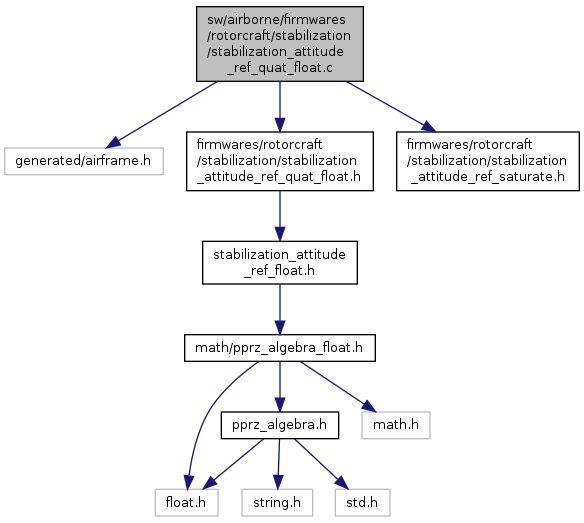 sw/airborne/firmwares
/rotorcraft/stabilization
/stabilization_attitude
_ref_quat_float.c
generated/airframe.h
firmwares/rotorcraft
/stabilization/stabilization
_attitude_ref_quat_float.h
firmwares/rotorcraft
/stabilization/stabilization
_attitude_ref_saturate.h
stabilization_attitude
_ref_float.h
math/pprz_algebra_float.h
pprz_algebra.h
math.h
float.h
string.h
std.h